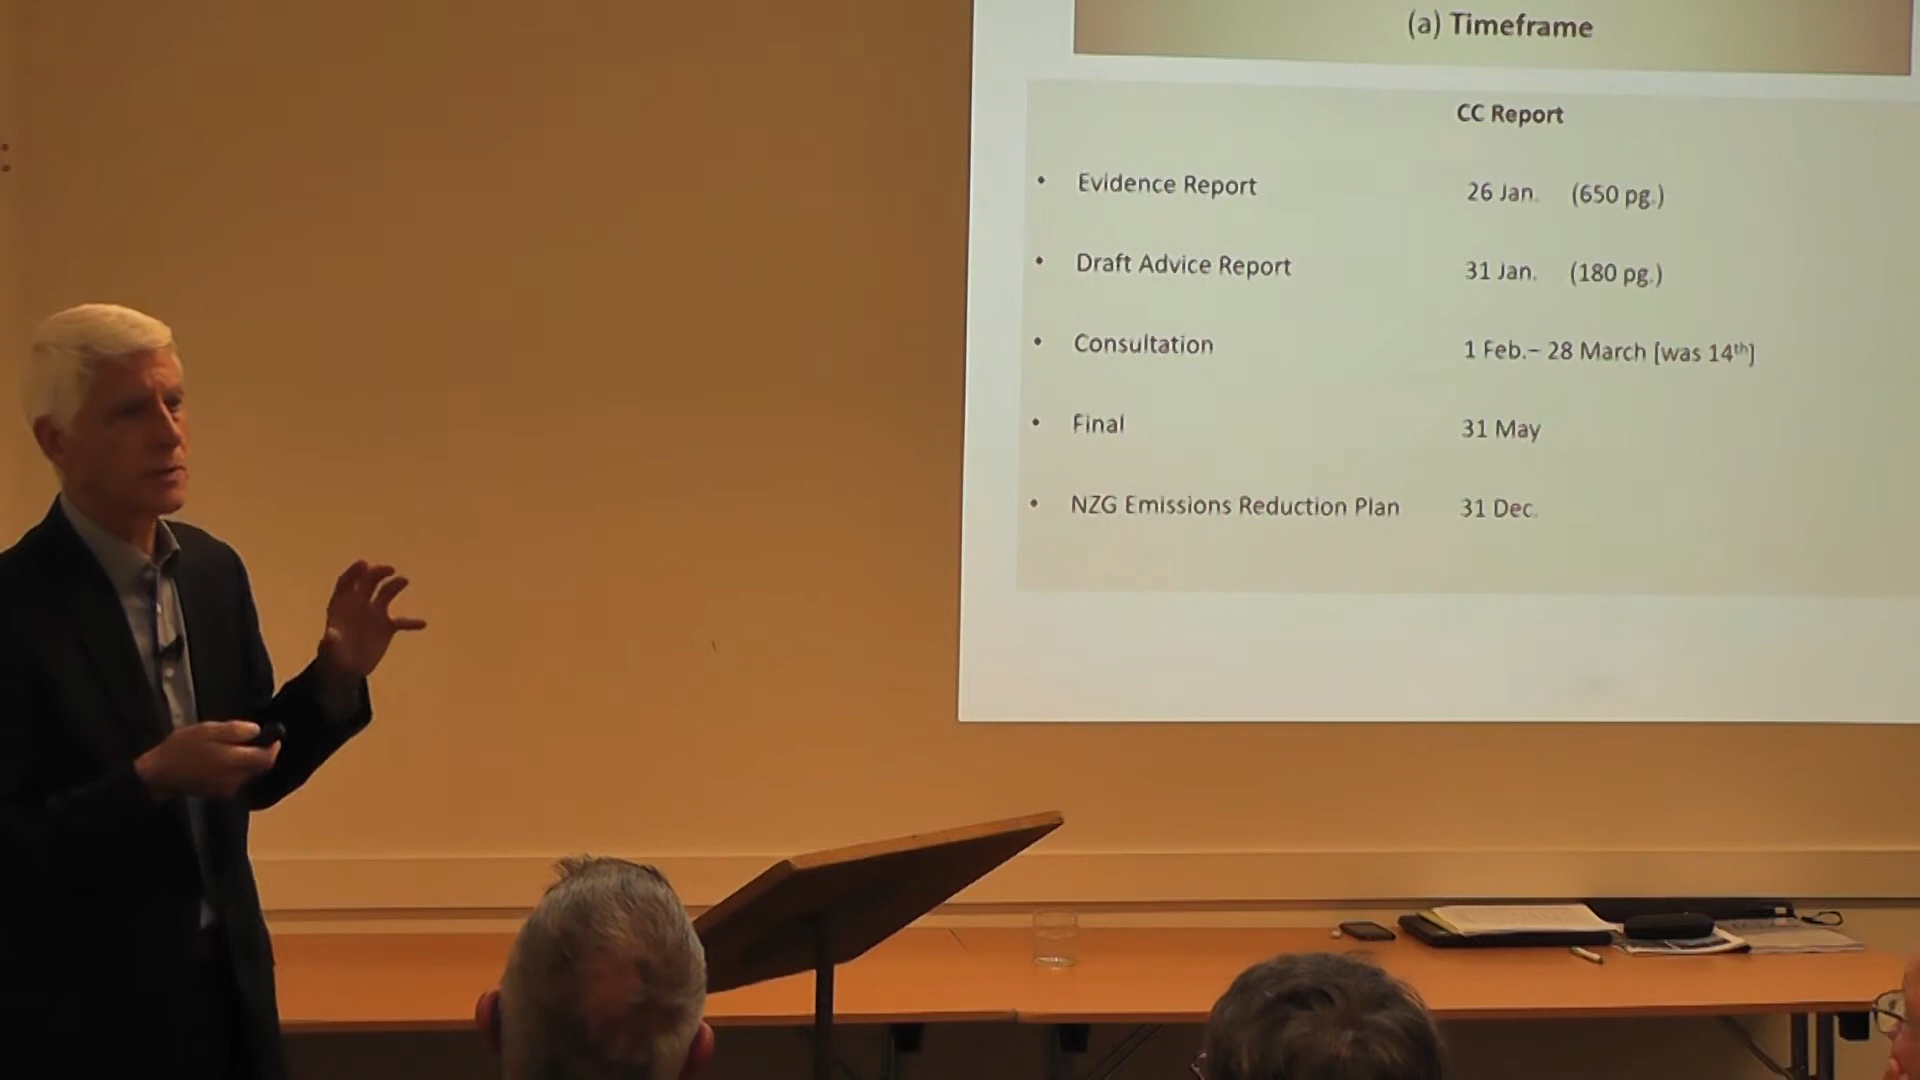 (a) Timeframe
CC Report
• Evidence Report 26 Jan. (650 pg.)
• Draft Advice Report 31 Jan. (180 pg.)
• Consultation 1 Feb.– 28 March [was 14th]
• Final 31 May
• NZG Emissions Reduction Plan 31 Dec.